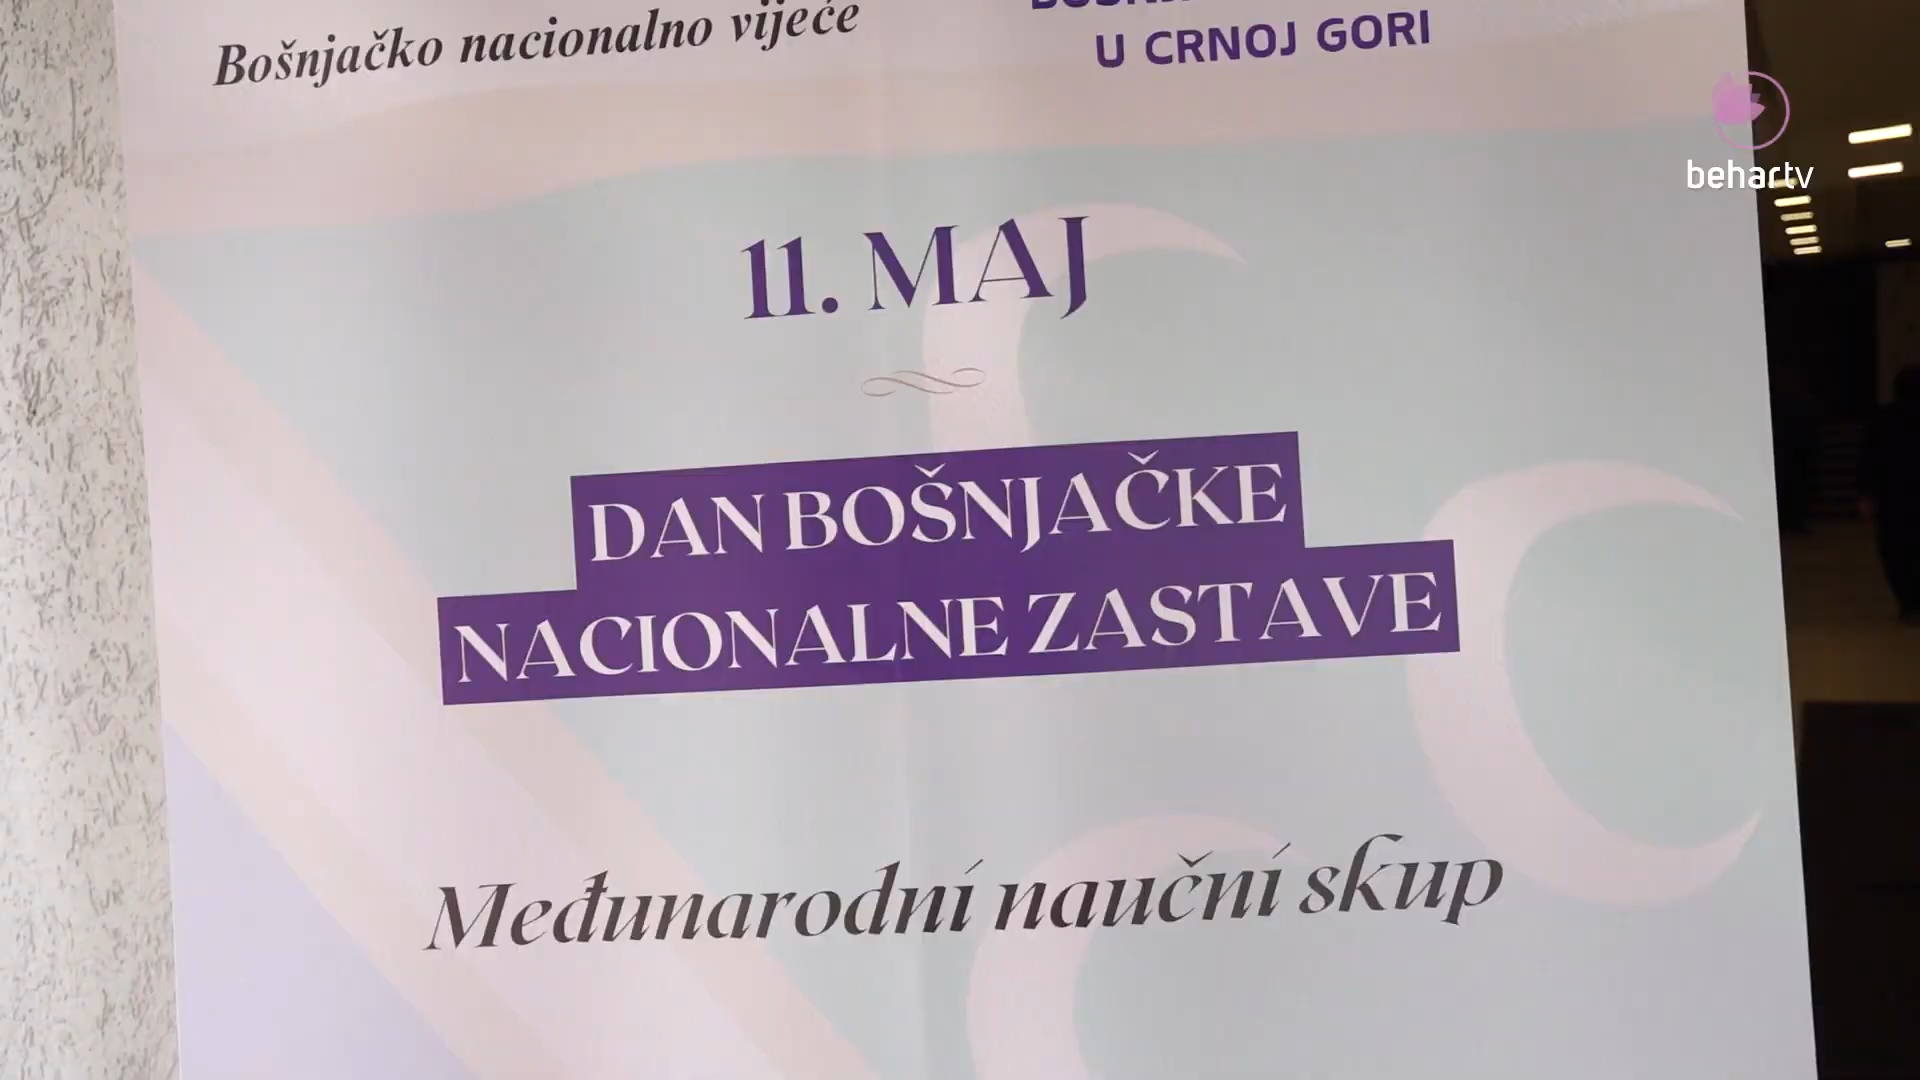 Bošnjačko nacionalno vijeće
U CRNOJ GORI
behartv
11. MAJ
DAN BOŠNJAČKE
NACIONALNE ZASTAVE
Međunarodni naučni skup